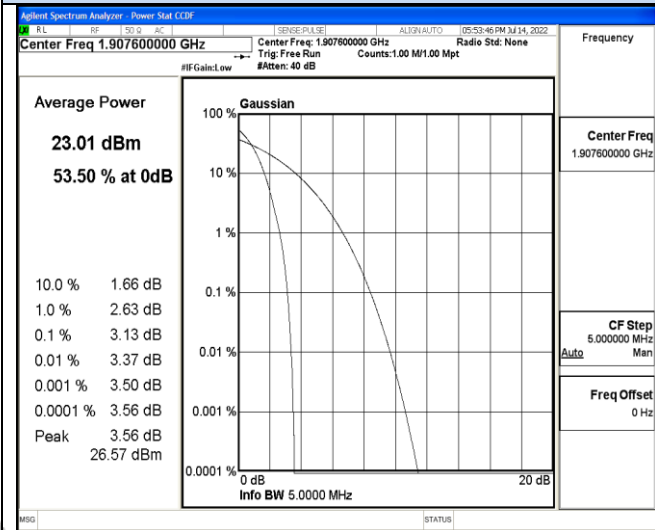 Agilent Spectrum Analyzer - Power Stat CCDF
RL RF 50 Ω AC SENSE:PULSE ALIGN AUTO 05:53:46 PM Jul 14, 2022
Center Freq 1.907600000 GHz
Center Freq: 1.907600000 GHz Radio Std: None
Trig: Free Run Counts:1.00 M/1.00 Mpt
#IFGain:Low #Atten: 40 dB
Frequency
Average Power
23.01 dBm
53.50 % at 0dB
10.0 % 1.66 dB
1.0 % 2.63 dB
0.1 % 3.13 dB
0.01 % 3.37 dB
0.001 % 3.50 dB
0.0001 % 3.56 dB
Peak 3.56 dB
26.57 dBm
Gaussian
100 %
10 %
1 %
0.1 %
0.01 %
0.001 %
0.0001 %
0 dB 20 dB
Info BW 5.0000 MHz
Center Freq
1.907600000 GHz
CF Step
5.000000 MHz
Auto Man
Freq Offset
0 Hz
MSG STATUS